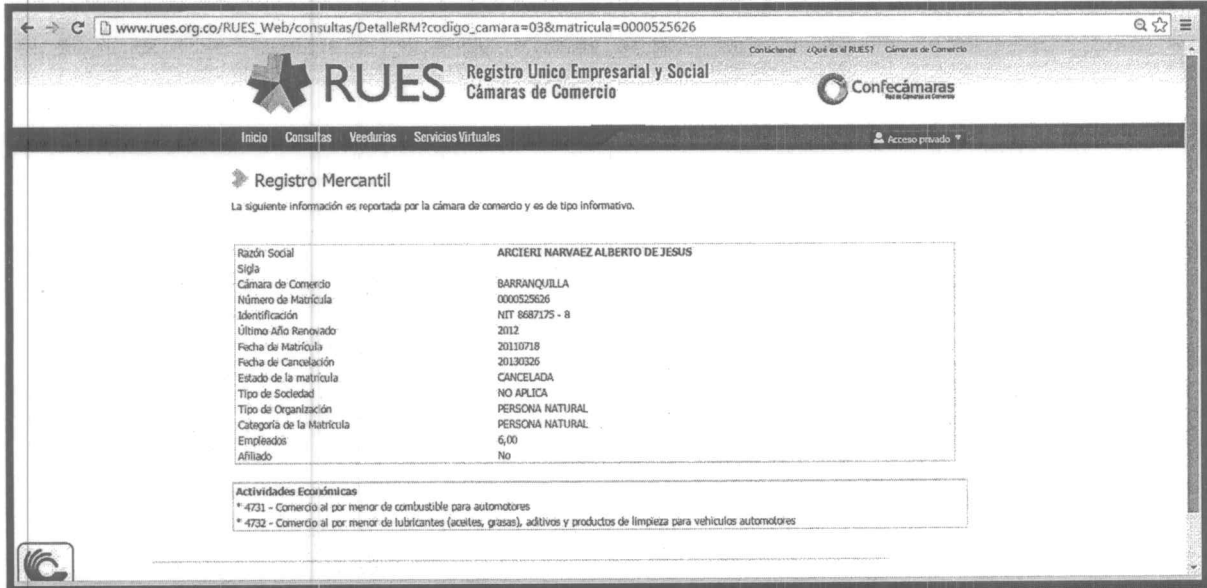 www.rues.org.co/RUES_Web/consultas/DetalleRM?codigo_camara=03&matricula=0000525626
Contáctenos ¿Qué es el RUES? Cámaras de Comercio
RUES Registro Unico Empresarial y Social
Cámaras de Comercio
Confecámaras
Red de Cámaras de Comercio
Inicio Consultas Veedurias Servicios Virtuales Acceso privado
Registro Mercantil
La siguiente información es reportada por la cámara de comercio y es de tipo informativo.
Razón Social ARCIERI NARVAEZ ALBERTO DE JESUS
Sigla
Cámara de Comercio BARRANQUILLA
Número de Matrícula 0000525626
Identificación NIT 8687175 - 8
Último Año Renovado 2012
Fecha de Matrícula 20110718
Fecha de Cancelación 20130326
Estado de la matrícula CANCELADA
Tipo de Sociedad NO APLICA
Tipo de Organización PERSONA NATURAL
Categoría de la Matrícula PERSONA NATURAL
Empleados 6,00
Afiliado No
Actividades Económicas
* 4731 - Comercio al por menor de combustible para automotores
* 4732 - Comercio al por menor de lubricantes (aceites, grasas), aditivos y productos de limpieza para vehículos automotores